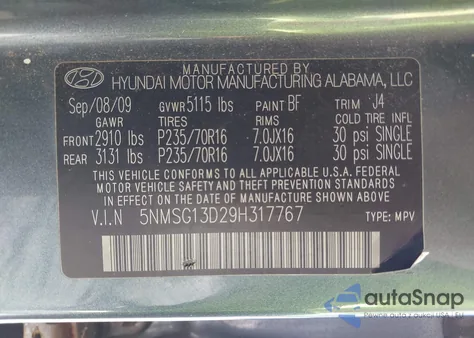 MANUFACTURED BY
HYUNDAI MOTOR MANUFACTURING ALABAMA, LLC
Sep/08/09 GVWR 5115 lbs PAINT BF TRIM J4
GAWR TIRES RIMS COLD TIRE INFL
FRONT 2910 lbs P235/70R16 7.0JX16 30 psi SINGLE
REAR 3131 lbs P235/70R16 7.0JX16 30 psi SINGLE
THIS VEHICLE CONFORMS TO ALL APPLICABLE FEDERAL
MOTOR VEHICLE SAFETY AND THEFT PREVENTION STANDARDS
IN EFFECT ON THE DATE OF MANUFACTURE SHOWN ABOVE.
V.I.N 5NMSG13D29H317767 TYPE: MPV
autoSnap